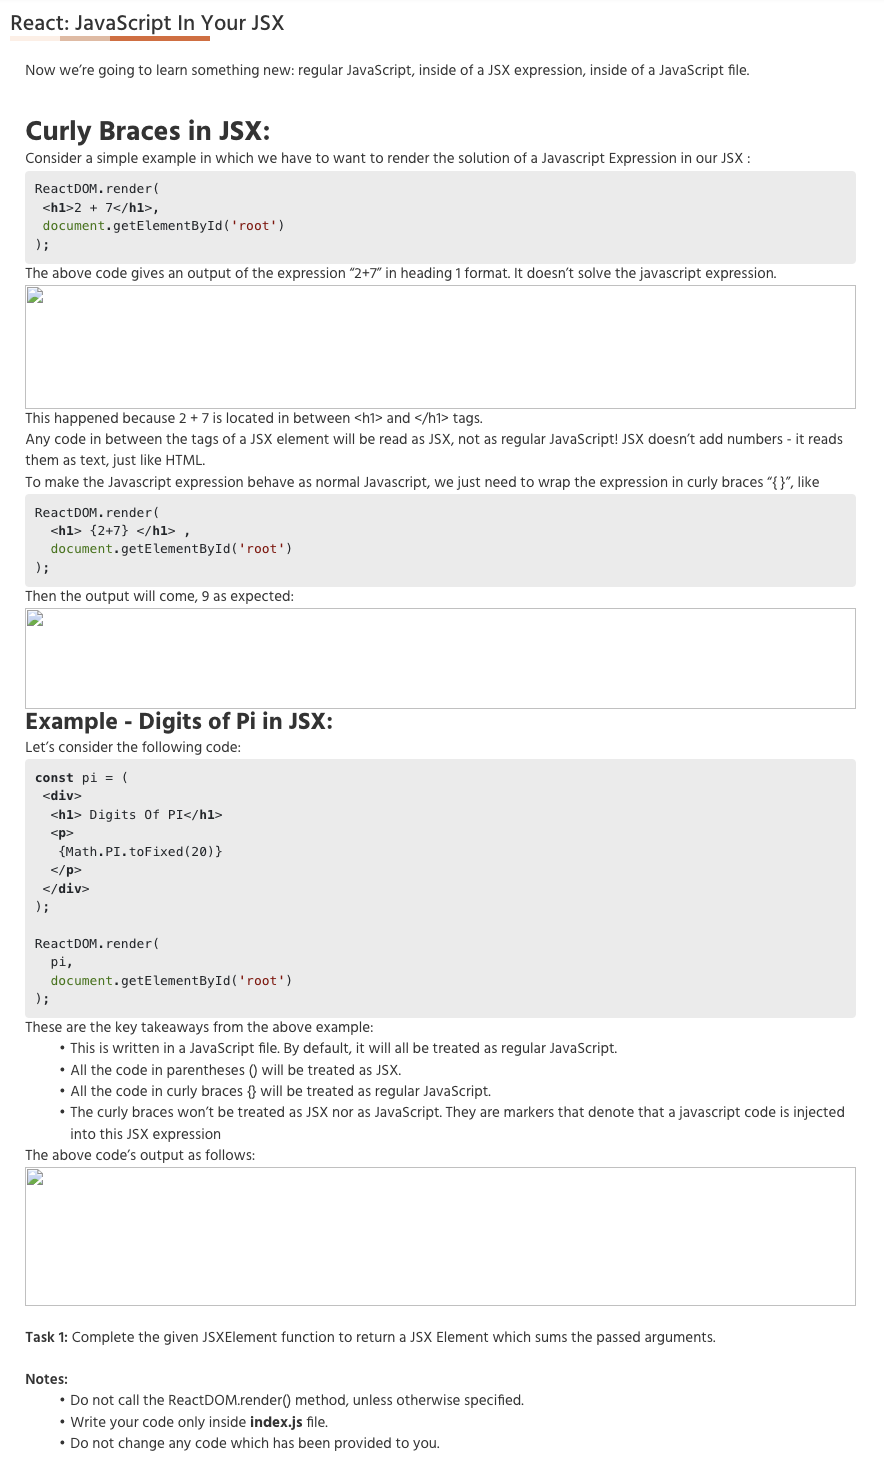 React: JavaScript In Your JSX
Now we’re going to learn something new: regular JavaScript, inside of a JSX expression, inside of a JavaScript file.
Curly Braces in JSX:
Consider a simple example in which we have to want to render the solution of a Javascript Expression in our JSX :
ReactDOM.render(
 <h1>2 + 7</h1>,
 document.getElementById('root')
);
The above code gives an output of the expression “2+7” in heading 1 format. It doesn’t solve the javascript expression.
This happened because 2 + 7 is located in between <h1> and </h1> tags.
Any code in between the tags of a JSX element will be read as JSX, not as regular JavaScript! JSX doesn’t add numbers - it reads
them as text, just like HTML.
To make the Javascript expression behave as normal Javascript, we just need to wrap the expression in curly braces “{ }”, like
ReactDOM.render(
  <h1> {2+7} </h1> ,
  document.getElementById('root')
);
Then the output will come, 9 as expected:
Example - Digits of Pi in JSX:
Let’s consider the following code:
const pi = (
 <div>
  <h1> Digits Of PI</h1>
  <p>
   {Math.PI.toFixed(20)}
  </p>
 </div>
);
ReactDOM.render(
  pi,
  document.getElementById('root')
);
These are the key takeaways from the above example:
• This is written in a JavaScript file. By default, it will all be treated as regular JavaScript.
• All the code in parentheses () will be treated as JSX.
• All the code in curly braces {} will be treated as regular JavaScript.
• The curly braces won’t be treated as JSX nor as JavaScript. They are markers that denote that a javascript code is injected
into this JSX expression
The above code’s output as follows:
Task 1: Complete the given JSXElement function to return a JSX Element which sums the passed arguments.
Notes:
• Do not call the ReactDOM.render() method, unless otherwise specified.
• Write your code only inside index.js file.
• Do not change any code which has been provided to you.